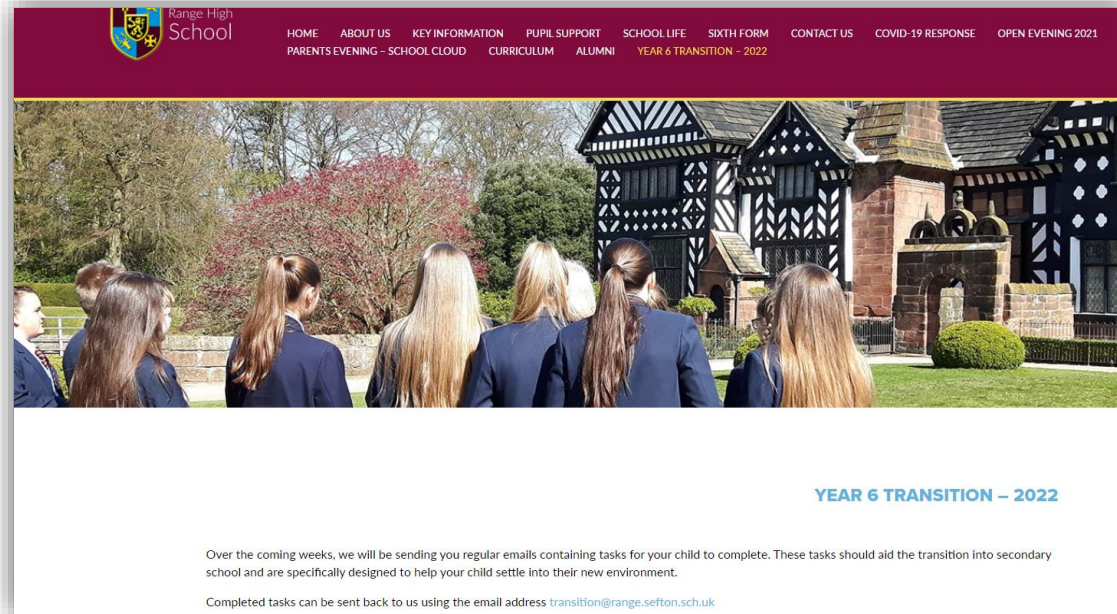 Range High
School
HOME ABOUT US KEY INFORMATION PUPIL SUPPORT SCHOOL LIFE SIXTH FORM CONTACT US COVID-19 RESPONSE OPEN EVENING 2021
PARENTS EVENING – SCHOOL CLOUD CURRICULUM ALUMNI YEAR 6 TRANSITION – 2022
YEAR 6 TRANSITION – 2022
Over the coming weeks, we will be sending you regular emails containing tasks for your child to complete. These tasks should aid the transition into secondary
school and are specifically designed to help your child settle into their new environment.
Completed tasks can be sent back to us using the email address transition@range.sefton.sch.uk